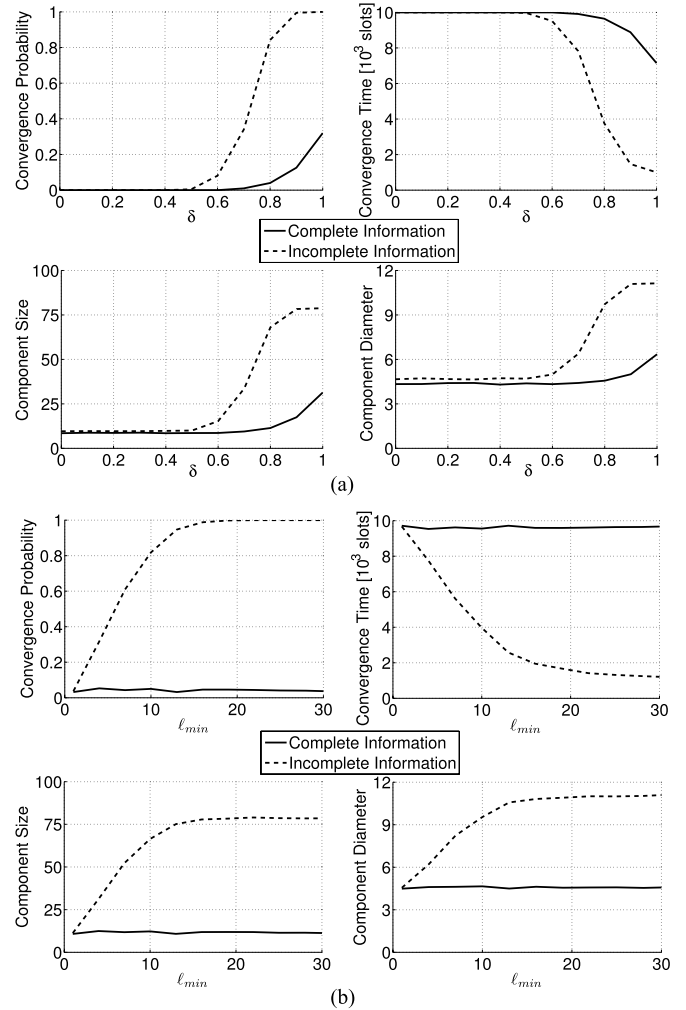 Convergence Probability
1
0.8
0.6
0.4
0.2
0
0 0.2 0.4 0.6 0.8 1
δ
Convergence Time [10³ slots]
10
8
6
4
2
0
0 0.2 0.4 0.6 0.8 1
δ
Complete Information
Incomplete Information
Component Size
100
75
50
25
0
0 0.2 0.4 0.6 0.8 1
δ
Component Diameter
12
9
6
3
0
0 0.2 0.4 0.6 0.8 1
δ
(a)
Convergence Probability
1
0.8
0.6
0.4
0.2
0
0 10 20 30
ℓmin
Convergence Time [10³ slots]
10
8
6
4
2
0
0 10 20 30
ℓmin
Complete Information
Incomplete Information
Component Size
100
75
50
25
0
0 10 20 30
ℓmin
Component Diameter
12
9
6
3
0
0 10 20 30
ℓmin
(b)